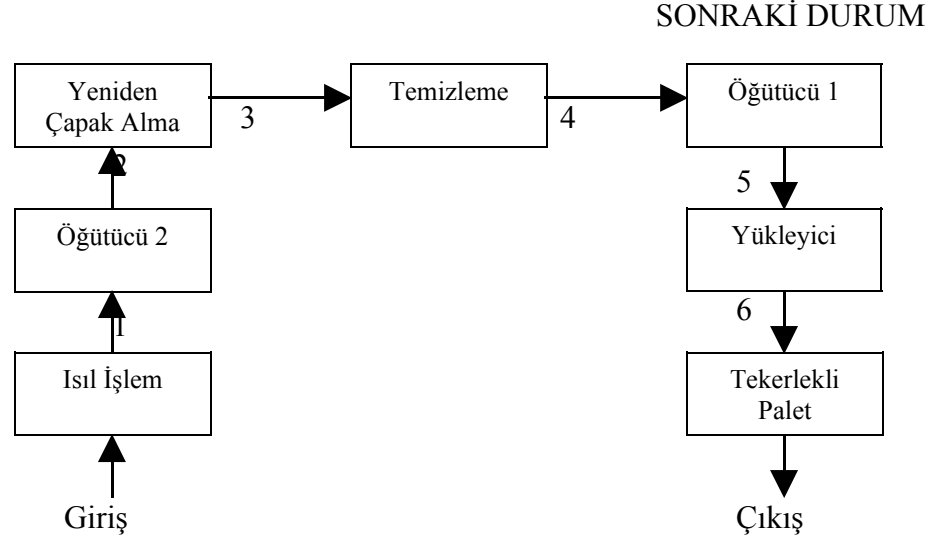 SONRAKİ DURUM
Yeniden
Çapak Alma
3
Temizleme
4
Öğütücü 1
2
5
Öğütücü 2
Yükleyici
1
6
Isıl İşlem
Tekerlekli
Palet
Giriş
Çıkış